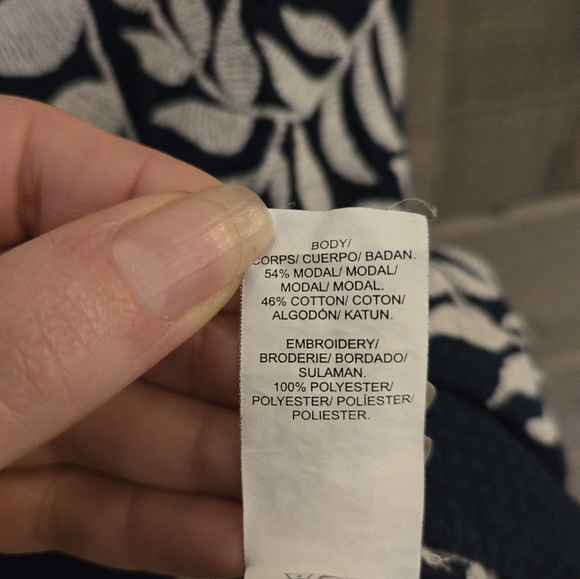 BODY/
CORPS/ CUERPO/ BADAN.
54% MODAL/ MODAL/
MODAL/ MODAL.
46% COTTON/ COTON/
ALGODÓN/ KATUN.
EMBROIDERY/
BRODERIE/ BORDADO/
SULAMAN.
100% POLYESTER/
POLYESTER/ POLÍESTER/
POLIESTER.